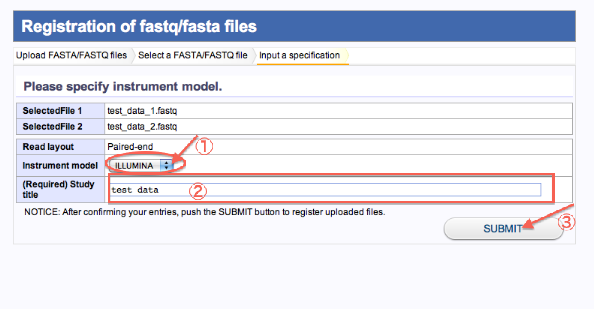 Registration of fastq/fasta files
Upload FASTA/FASTQ files Select a FASTA/FASTQ file Input a specification
Please specify instrument model.
SelectedFile 1 test_data_1.fastq
SelectedFile 2 test_data_2.fastq
Read layout Paired-end
①
Instrument model ILLUMINA
(Required) Study title test data ②
NOTICE: After confirming your entries, push the SUBMIT button to register uploaded files.
SUBMIT ③